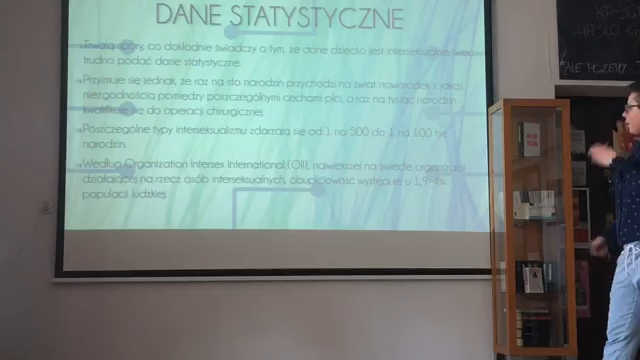 DANE STATYSTYCZNE
Trwają spory, co dokładnie świadczy o tym, że dane dziecko jest interseksualne, więc
trudno podać dane statystyczne.
Przyjmuje się jednak, że raz na sto narodzin przychodzi na świat noworodek z jakąś
niezgodnością pomiędzy poszczególnymi cechami płci, a raz na tysiąc narodzin
kwalifikuje się do operacji chirurgicznej.
Poszczególne typy interseksualizmu zdarzają się od 1 na 500 do 1 na 100 tys.
narodzin.
Według Organization Intersex International (OII), największej na świecie organizacji
działającej na rzecz osób interseksualnych, obupłciowość występuje u 1,9%
populacji ludzkiej.